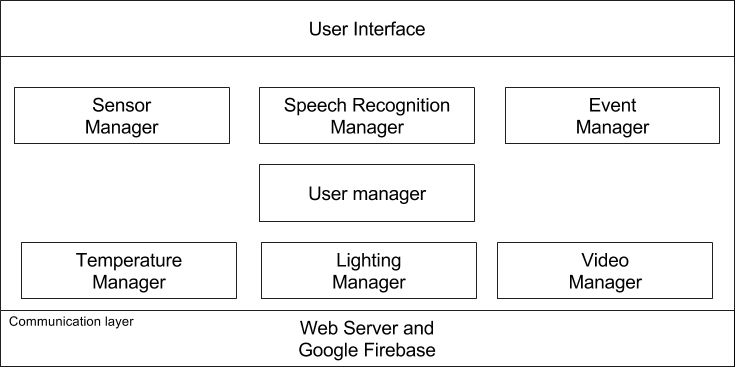 User Interface
Sensor
Manager
Speech Recognition
Manager
Event
Manager
User manager
Temperature
Manager
Lighting
Manager
Video
Manager
Communication layer
Web Server and
Google Firebase